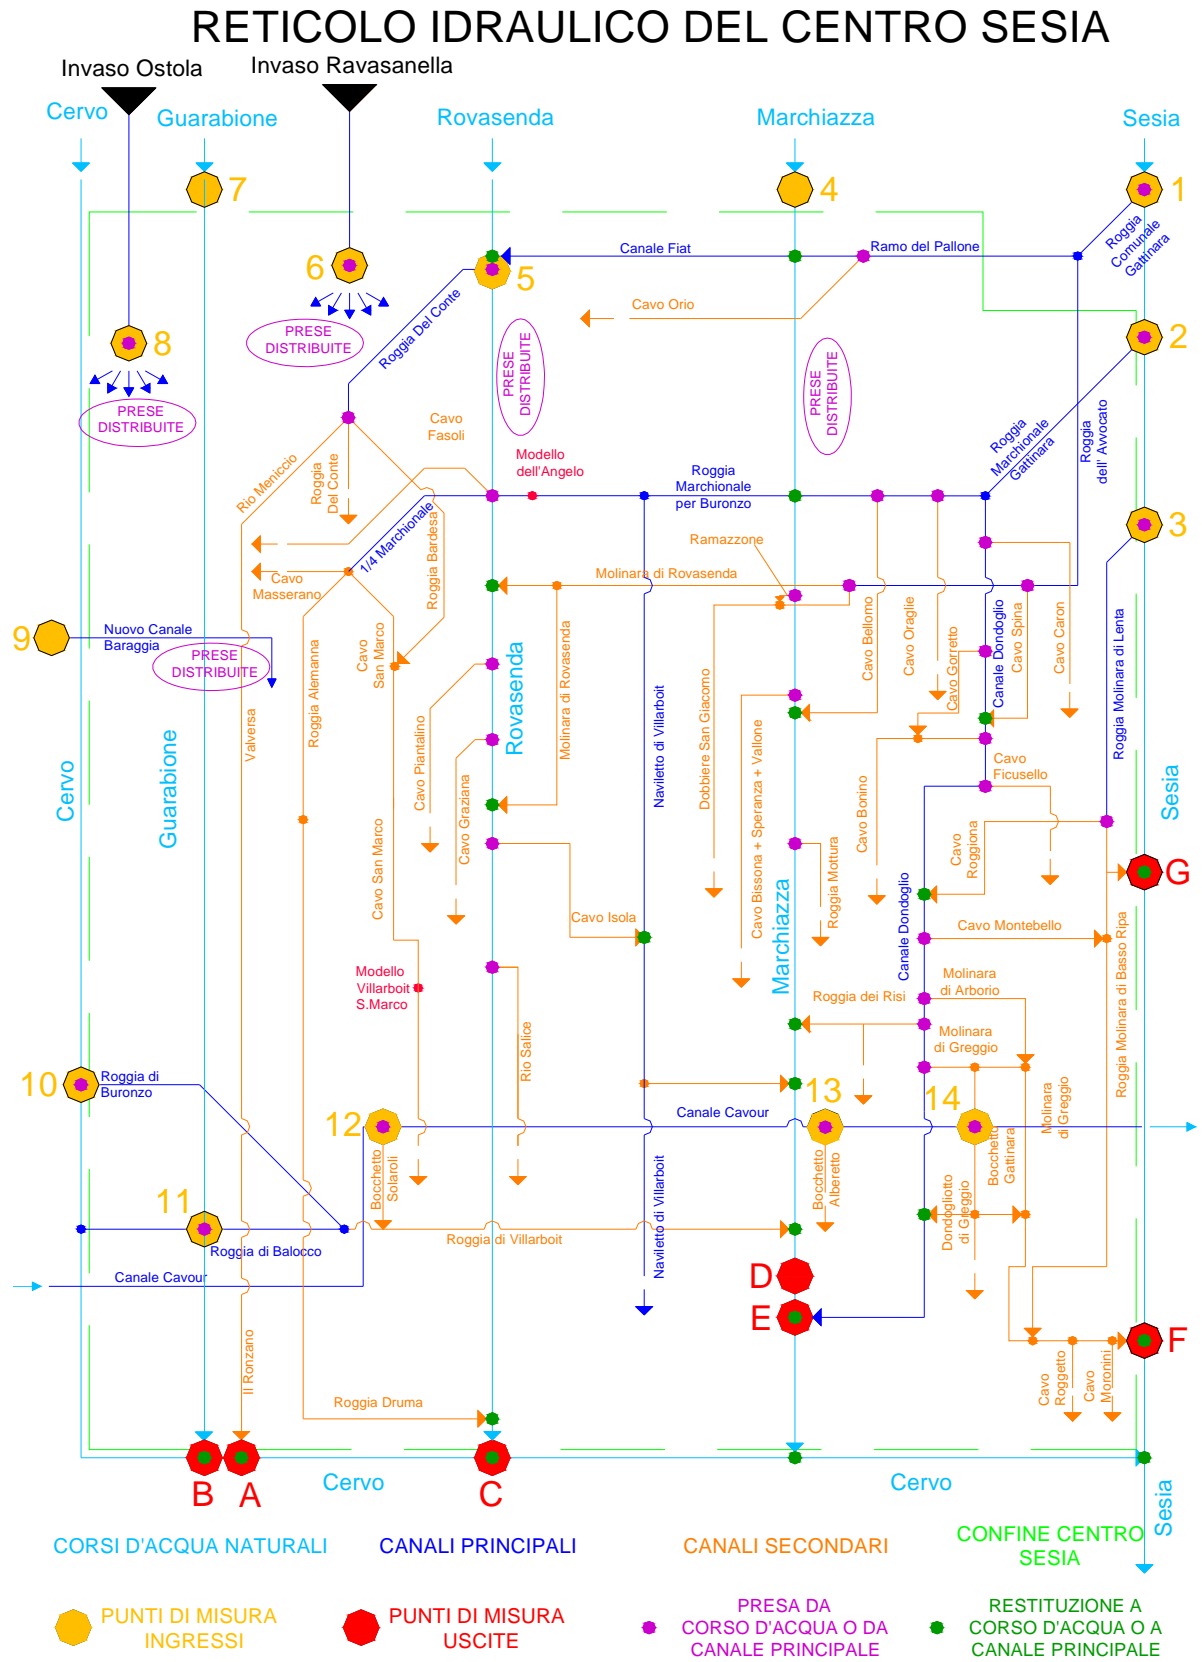 RETICOLO IDRAULICO DEL CENTRO SESIA
Invaso Ostola
Invaso Ravasanella
Cervo
Guarabione
Rovasenda
Marchiazza
Sesia
7
4
1
Roggia
Comunale
Gattinara
Canale Fiat
Ramo del Pallone
6
5
Cavo Orio
PRESE
DISTRIBUITE
Roggia Del Conte
8
2
PRESE
DISTRIBUITE
PRESE
DISTRIBUITE
PRESE
DISTRIBUITE
Cavo
Fasoli
Roggia
Marchionale
Gattinara
Roggia
dell' Avvocato
Rio Meniccio
Roggia
Del Conte
Modello
dell'Angelo
Roggia
Marchionale
per Buronzo
1/4 Marchionale
Roggia Bardesa
3
Ramazzone
Cavo
Masserano
Molinara di Rovasenda
9
Nuovo Canale
Baraggia
PRESE
DISTRIBUITE
Cavo
San Marco
Roggia Alemanna
Valversa
Rovasenda
Molinara di Rovasenda
Cavo Bellomo
Cavo Oraglie
Cavo Gorretto
Canale Dondoglio
Cavo Spina
Cavo Caron
Roggia Molinara di Lenta
Cervo
Guarabione
Cavo Piantalino
Cavo Graziana
Naviletto di Villarboit
Dobbiere San Giacomo
Cavo Bissona + Speranza + Vallone
Cavo Bonino
Cavo
Ficusello
Sesia
Cavo San Marco
Roggia Mottura
Cavo
Roggiona
G
Cavo Isola
Marchiazza
Canale Dondoglio
Cavo Montebello
Roggia Molinara di Basso Ripa
Modello
Villarboit
S.Marco
Roggia dei Risi
Molinara
di Arborio
Rio Salice
Molinara
di Greggio
10
Roggia di
Buronzo
12
Canale Cavour
13
14
Molinara
di Greggio
Bocchetto
Solaroli
Bocchetto
Alberetto
Bocchetto
Gattinara
Dondogliotto
di Greggio
Naviletto di Villarboit
11
Roggia di Balocco
Roggia di Villarboit
Canale Cavour
D
E
F
Il Ronzano
Roggia Druma
Cavo
Roggetto
Cavo
Moronini
B
A
Cervo
C
Cervo
Sesia
CORSI D'ACQUA NATURALI
CANALI PRINCIPALI
CANALI SECONDARI
CONFINE CENTRO
SESIA
PUNTI DI MISURA
INGRESSI
PUNTI DI MISURA
USCITE
PRESA DA
CORSO D'ACQUA O DA
CANALE PRINCIPALE
RESTITUZIONE A
CORSO D'ACQUA O A
CANALE PRINCIPALE